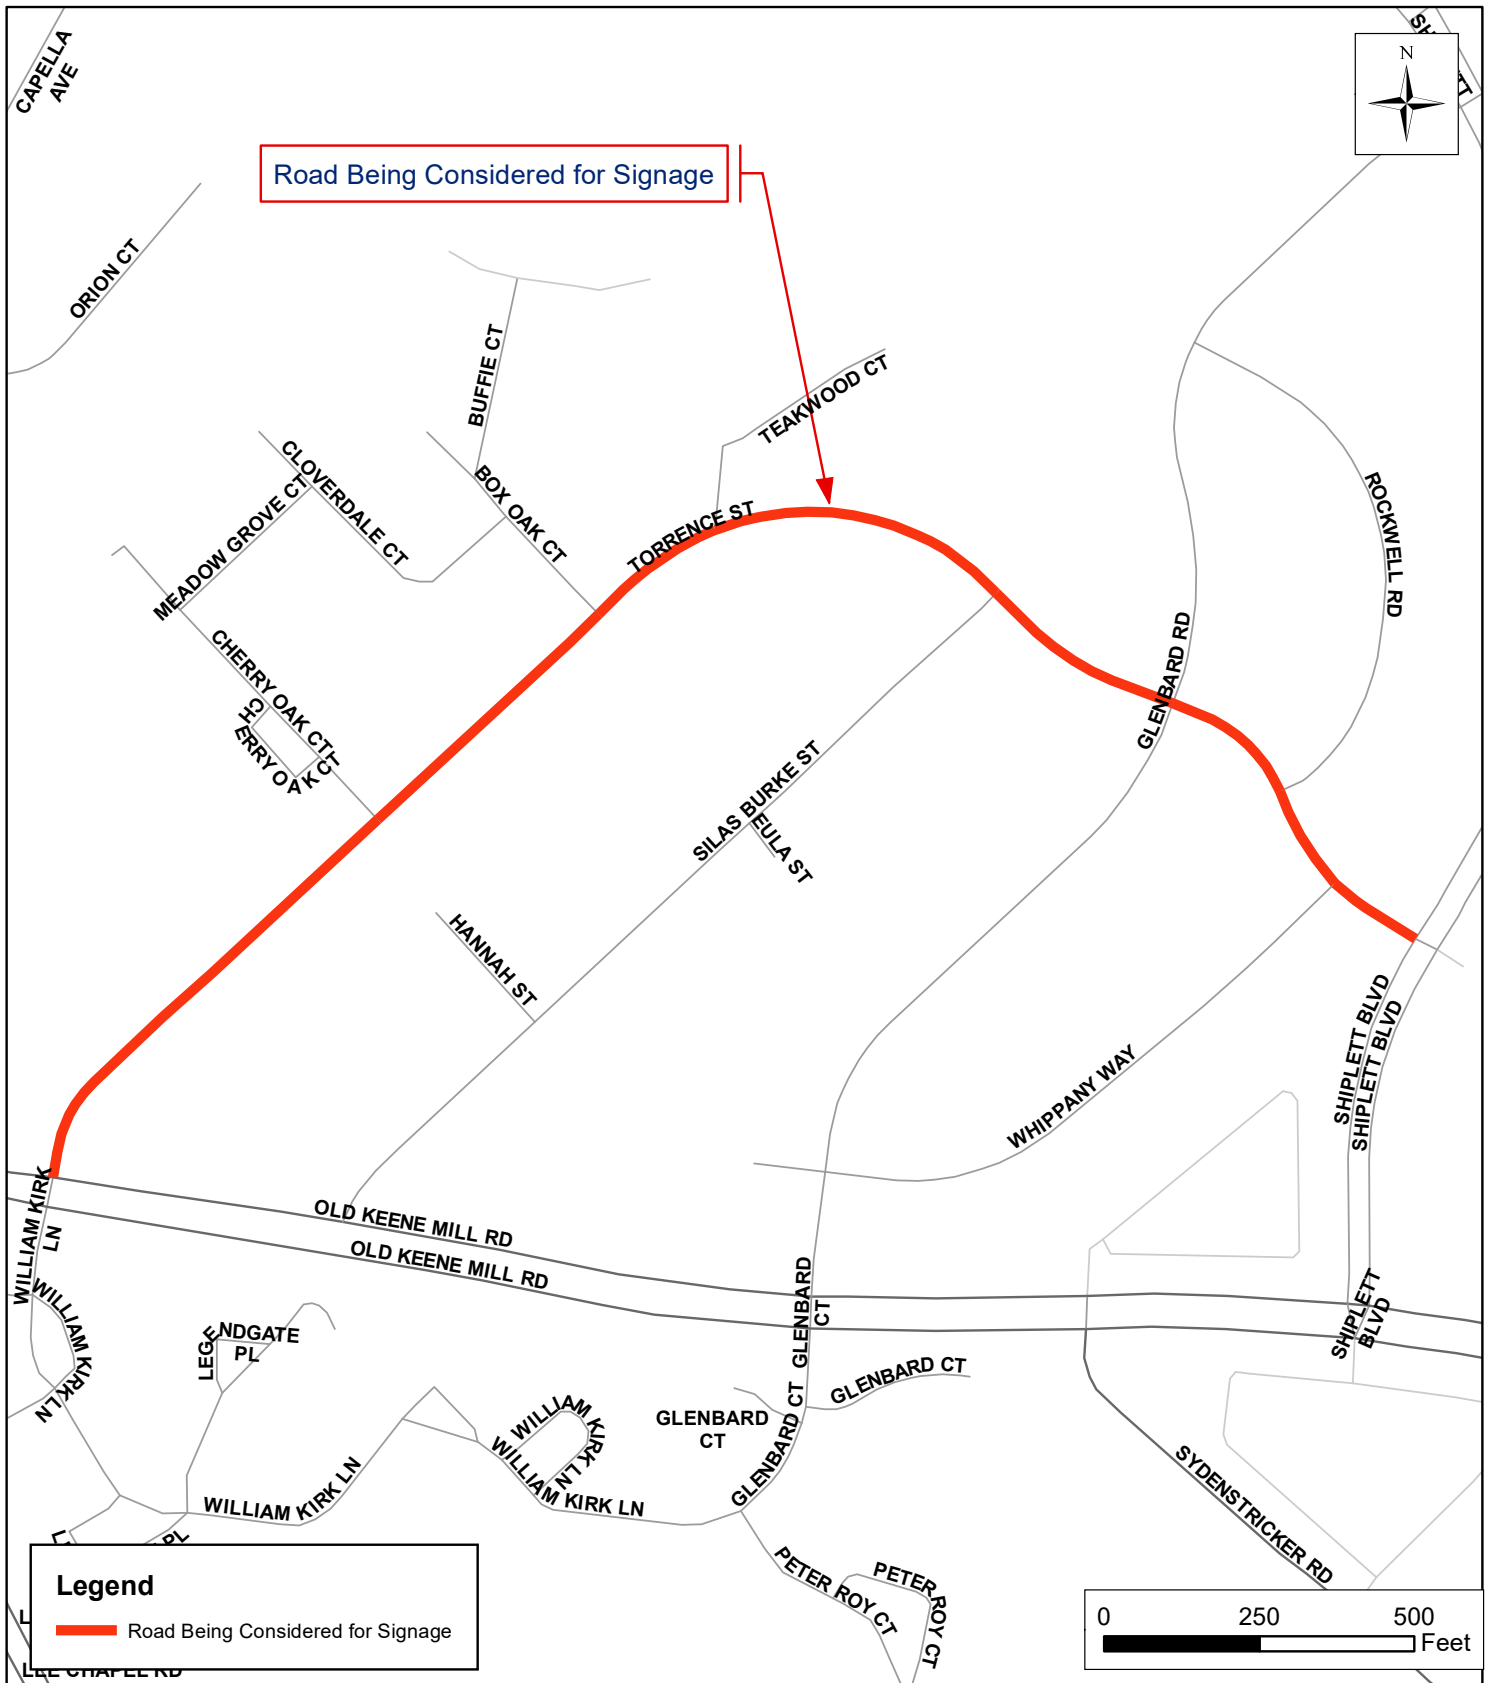 CAPELLA
AVE
N
Road Being Considered for Signage
ORION CT
BUFFIE CT
TEAKWOOD CT
CLOVERDALE CT
BOX OAK CT
MEADOW GROVE CT
TORRENCE ST
ROCKWELL RD
CHERRY OAK CT
CHERRY OAK CT
GLENBARD RD
SILAS BURKE ST
EULA ST
HANNAH ST
SHIPLETT BLVD
SHIPLETT BLVD
WHIPPANY WAY
WILLIAM KIRK
LN
OLD KEENE MILL RD
OLD KEENE MILL RD
GLENBARD
CT
SHIPLETT
BLVD
WILLIAM KIRK LN
LEGENDGATE
PL
GLENBARD CT
GLENBARD
CT
GLENBARD CT
WILLIAM KIRK LN
WILLIAM KIRK LN
WILLIAM KIRK LN
SYDENSTRICKER RD
PL
PETER ROY CT
PETER ROY CT
Legend
Road Being Considered for Signage
LEE CHAPEL RD
0 250 500
Feet